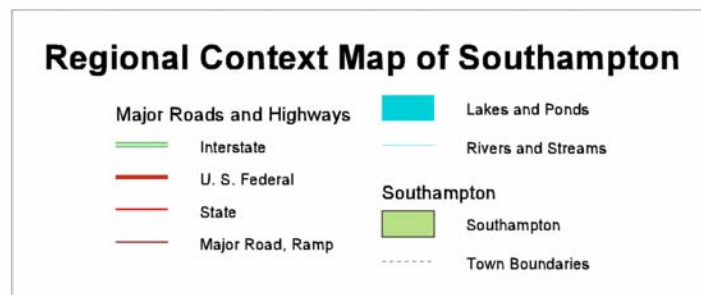 Regional Context Map of Southampton
Major Roads and Highways
Interstate
U. S. Federal
State
Major Road, Ramp
Lakes and Ponds
Rivers and Streams
Southampton
Southampton
Town Boundaries